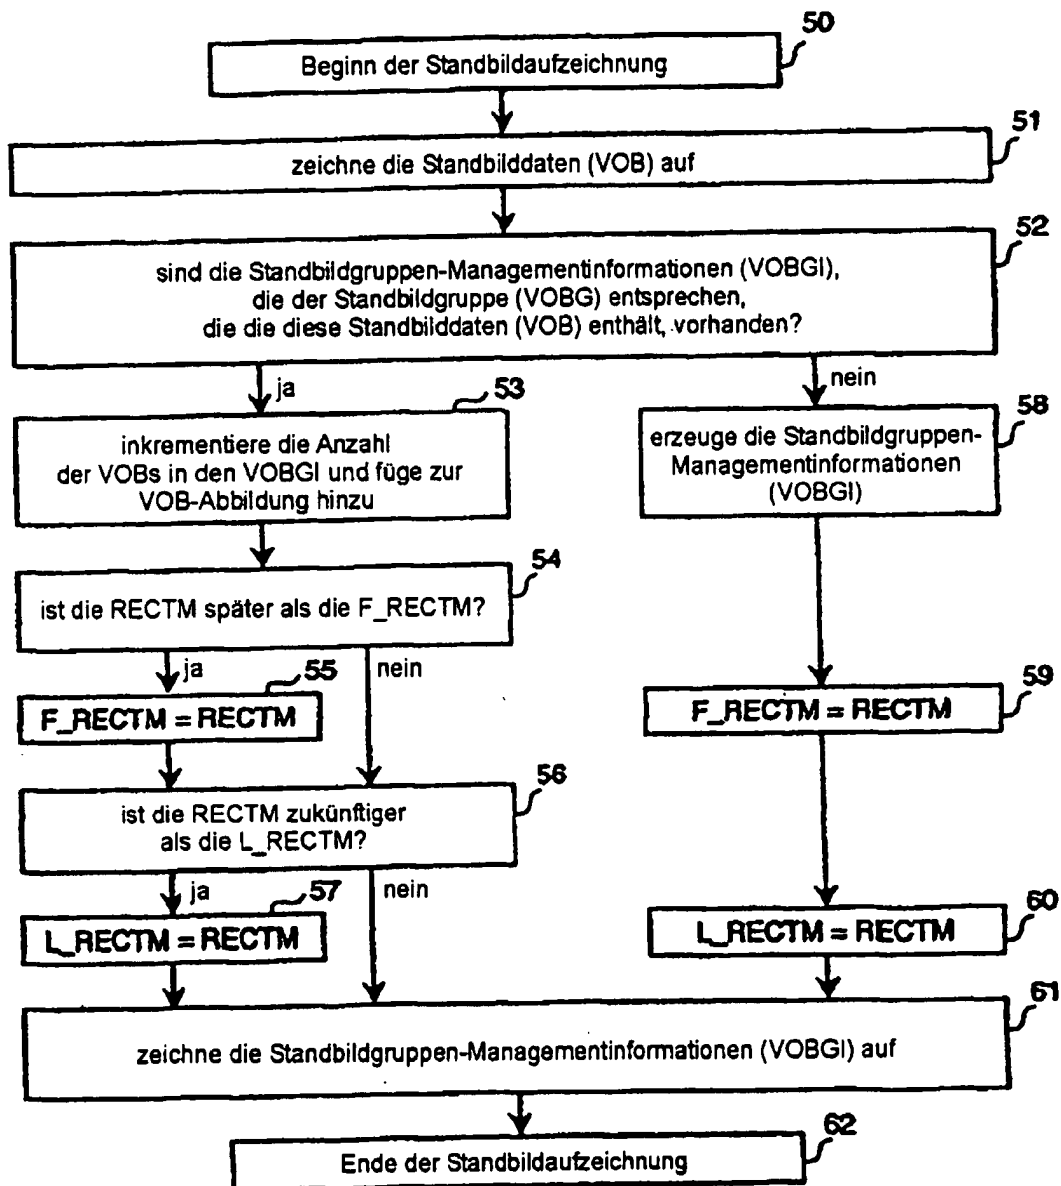 50
Beginn der Standbildaufzeichnung
51
zeichne die Standbilddaten (VOB) auf
52
sind die Standbildgruppen-Managementinformationen (VOBGI),
die der Standbildgruppe (VOBG) entsprechen,
die die diese Standbilddaten (VOB) enthält, vorhanden?
ja
nein
53
inkrementiere die Anzahl
der VOBs in den VOBGI und füge zur
VOB-Abbildung hinzu
58
erzeuge die Standbildgruppen-
Managementinformationen
(VOBGI)
54
ist die RECTM später als die F_RECTM?
ja
nein
55
F_RECTM = RECTM
59
F_RECTM = RECTM
56
ist die RECTM zukünftiger
als die L_RECTM?
ja
nein
57
L_RECTM = RECTM
60
L_RECTM = RECTM
61
zeichne die Standbildgruppen-Managementinformationen (VOBGI) auf
62
Ende der Standbildaufzeichnung